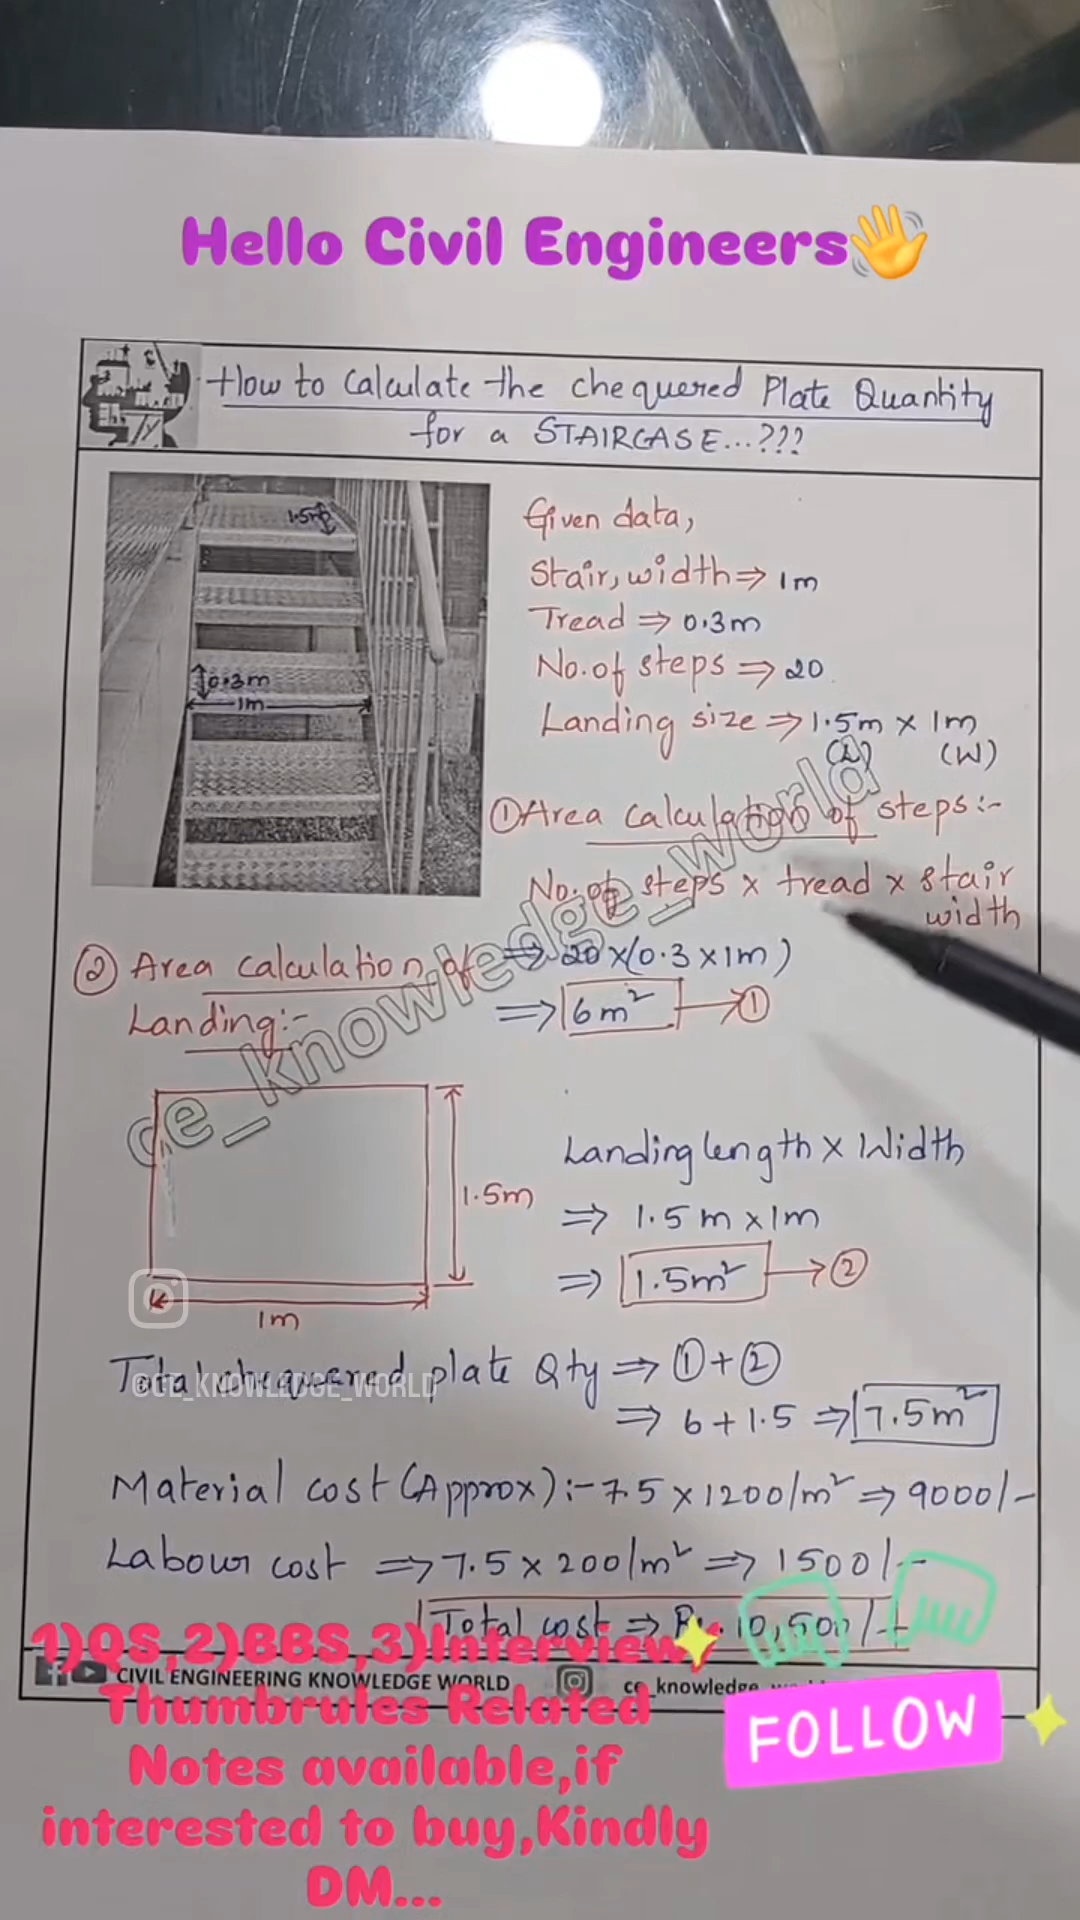 Hello Civil Engineers👋
How to Calculate the chequered Plate Quantity
for a STAIRCASE...???
1.5m
0.3m
1m
Given data,
Stair, width ⇒ 1m
Tread ⇒ 0.3m
No. of steps ⇒ 20
Landing size ⇒ 1.5m × 1m
(L) (W)
① Area calculation of steps:-
No. of steps × tread × stair
width
⇒ 20 × (0.3 × 1m)
⇒ 6m² → ①
② Area calculation of
Landing:-
ce_knowledge_world
1.5m
1m
Landing length × Width
⇒ 1.5 m × 1m
⇒ 1.5m² → ②
Total chequered plate Qty ⇒ ① + ②
@CE_KNOWLEDGE_WORLD
⇒ 6 + 1.5 ⇒ 7.5m²
Material cost (Approx):- 7.5 × 1200/m² ⇒ 9000/-
Labour cost ⇒ 7.5 × 200/m² ⇒ 1500/-
Total cost ⇒ Rs. 10,500/-
1)QS,2)BBS,3)Interview,
CIVIL ENGINEERING KNOWLEDGE WORLD
ce_knowledge_
Thumbrules Related
Notes available,if
interested to buy,Kindly
DM...
FOLLOW